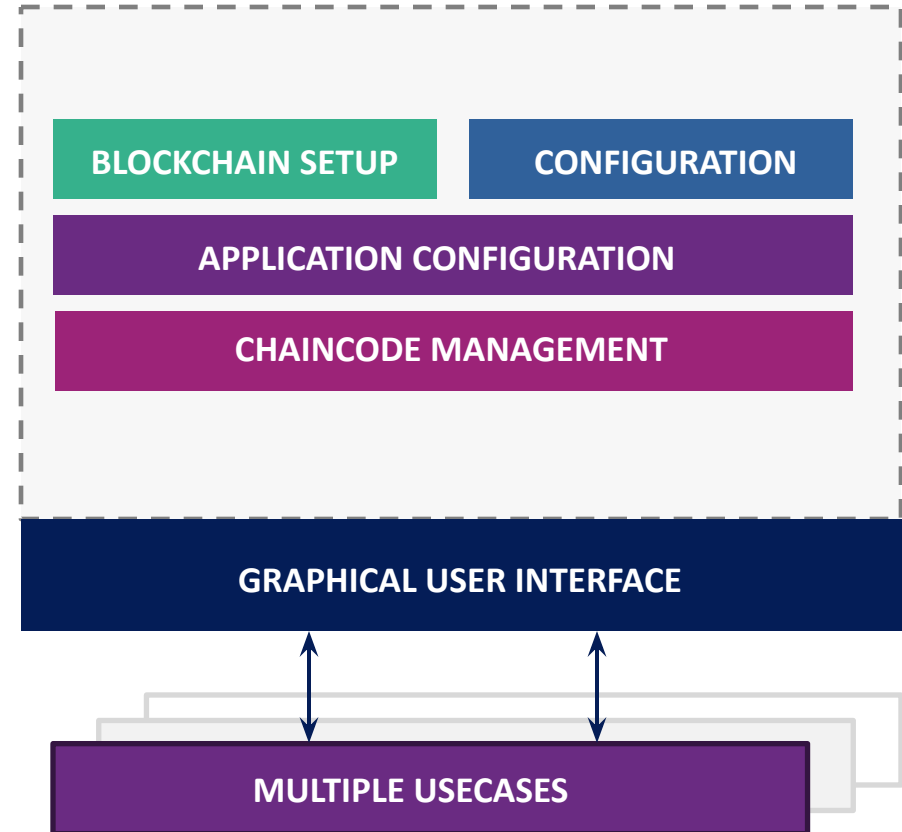 BLOCKCHAIN SETUP
CONFIGURATION
APPLICATION CONFIGURATION
CHAINCODE MANAGEMENT
GRAPHICAL USER INTERFACE
MULTIPLE USECASES